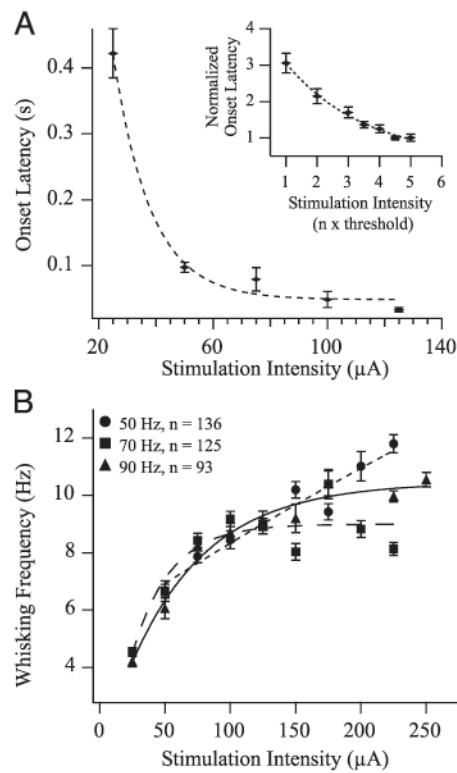 A
Onset Latency (s)
0.4
0.3
0.2
0.1
20
60
100
140
Stimulation Intensity (µA)
Normalized
Onset Latency
4
3
2
1
1
2
3
4
5
6
Stimulation Intensity
(n x threshold)
B
50 Hz, n = 136
70 Hz, n = 125
90 Hz, n = 93
Whisking Frequency (Hz)
12
10
8
6
4
0
50
100
150
200
250
Stimulation Intensity (µA)